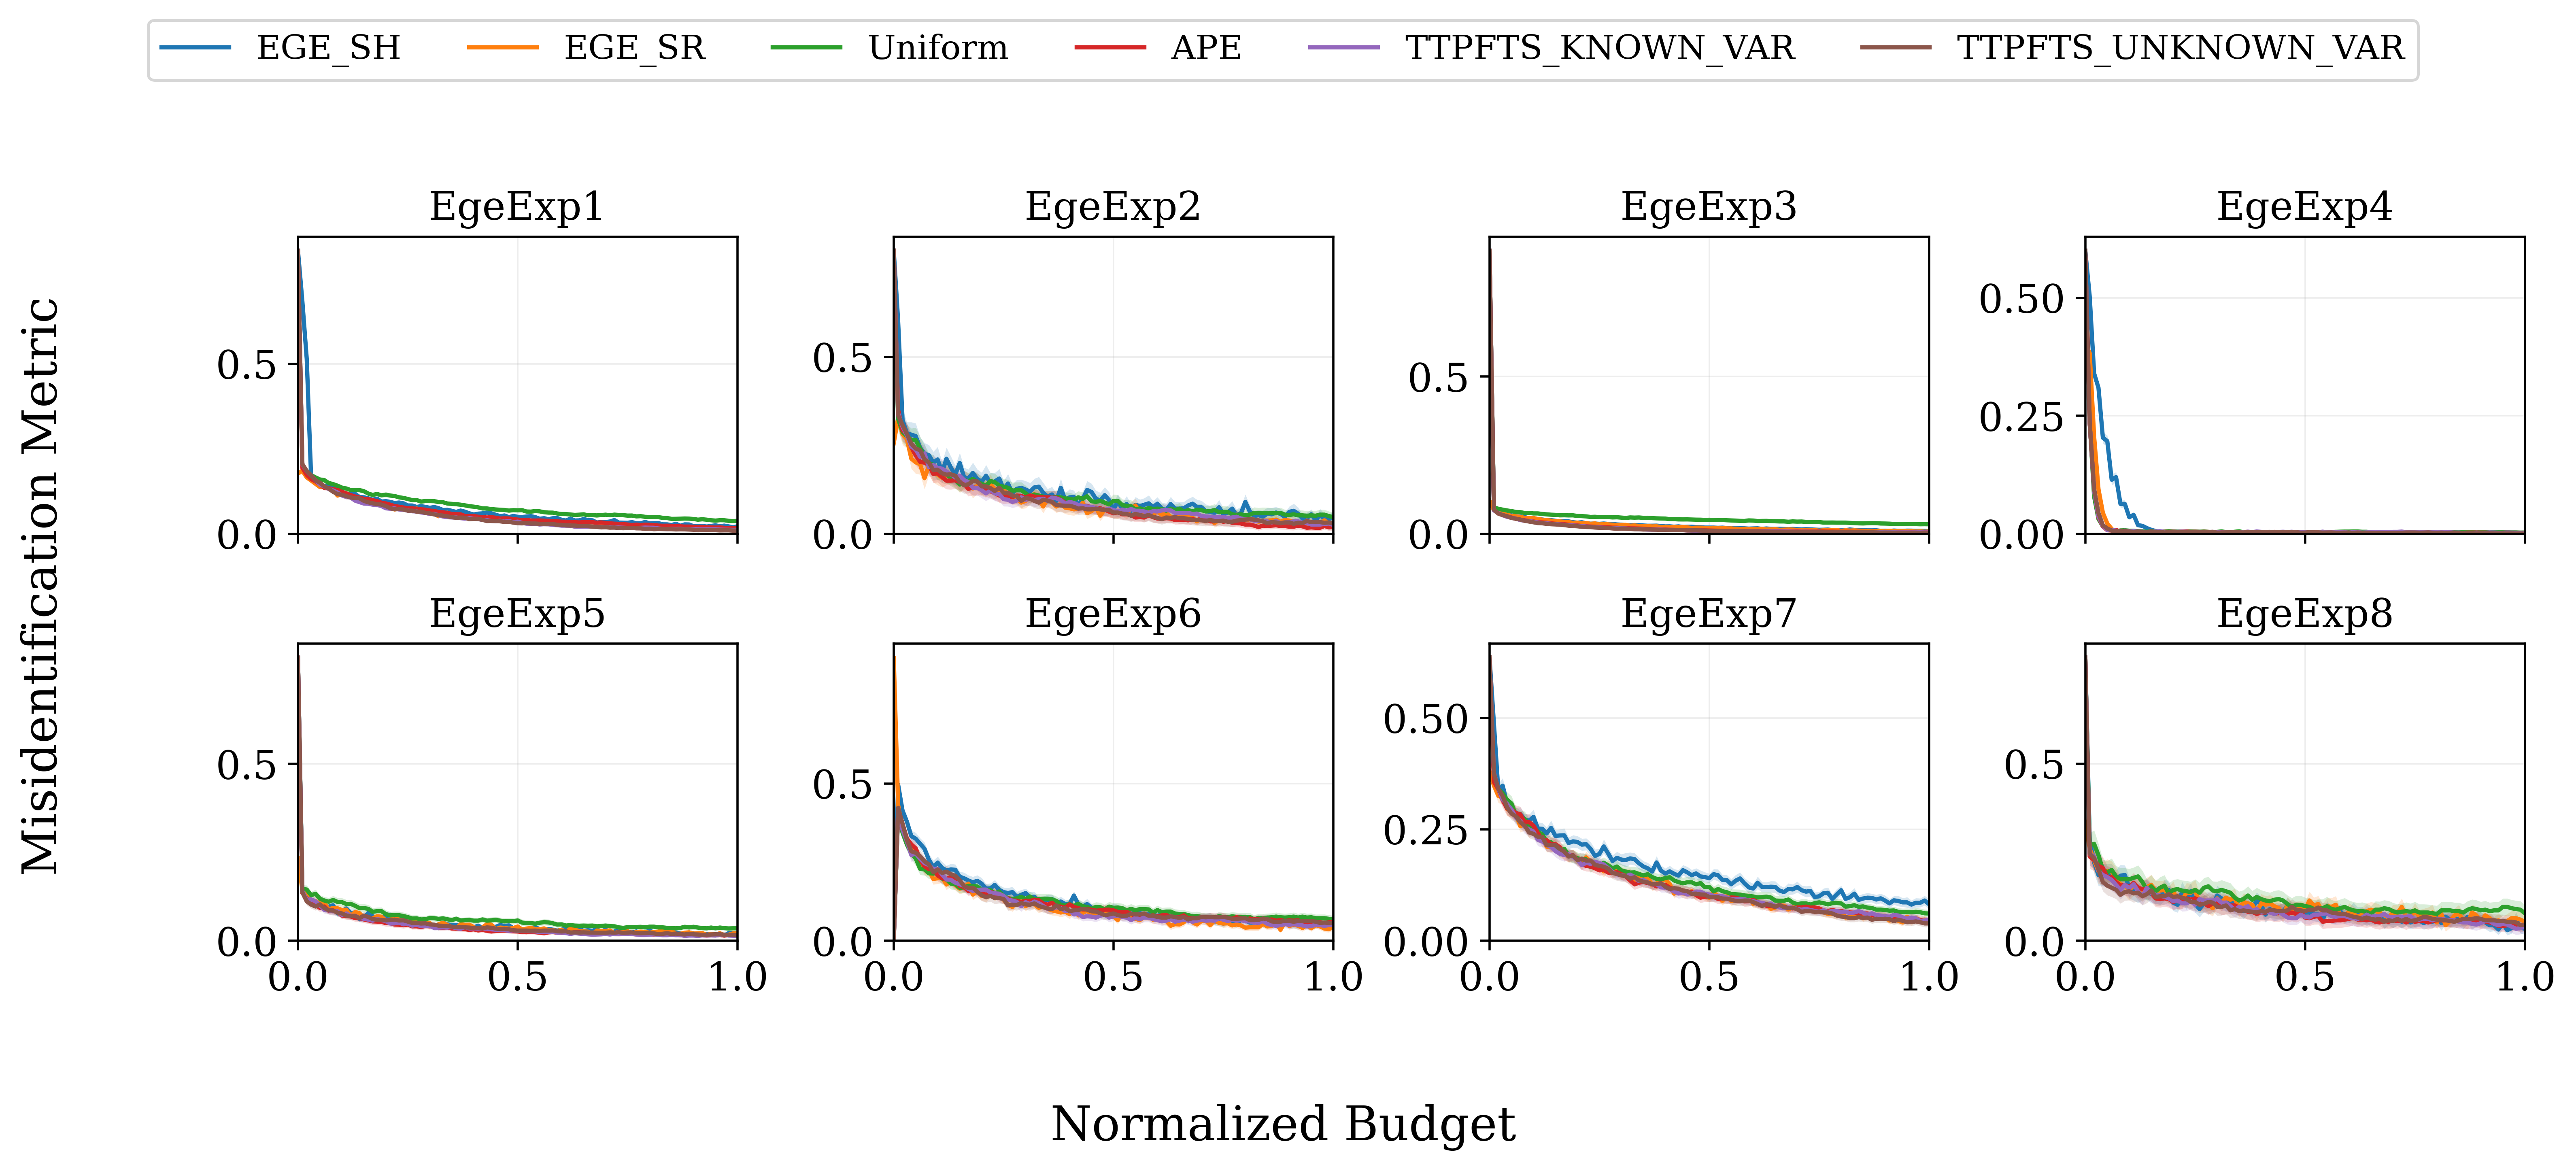 EGE_SH EGE_SR Uniform APE TTPFTS_KNOWN_VAR TTPFTS_UNKNOWN_VAR
Misidentification Metric
EgeExp1
0.5
0.0
EgeExp2
0.5
0.0
EgeExp3
0.5
0.0
EgeExp4
0.50
0.25
0.00
EgeExp5
0.5
0.0
0.0 0.5 1.0
EgeExp6
0.5
0.0
0.0 0.5 1.0
EgeExp7
0.50
0.25
0.00
0.0 0.5 1.0
EgeExp8
0.5
0.0
0.0 0.5 1.0
Normalized Budget